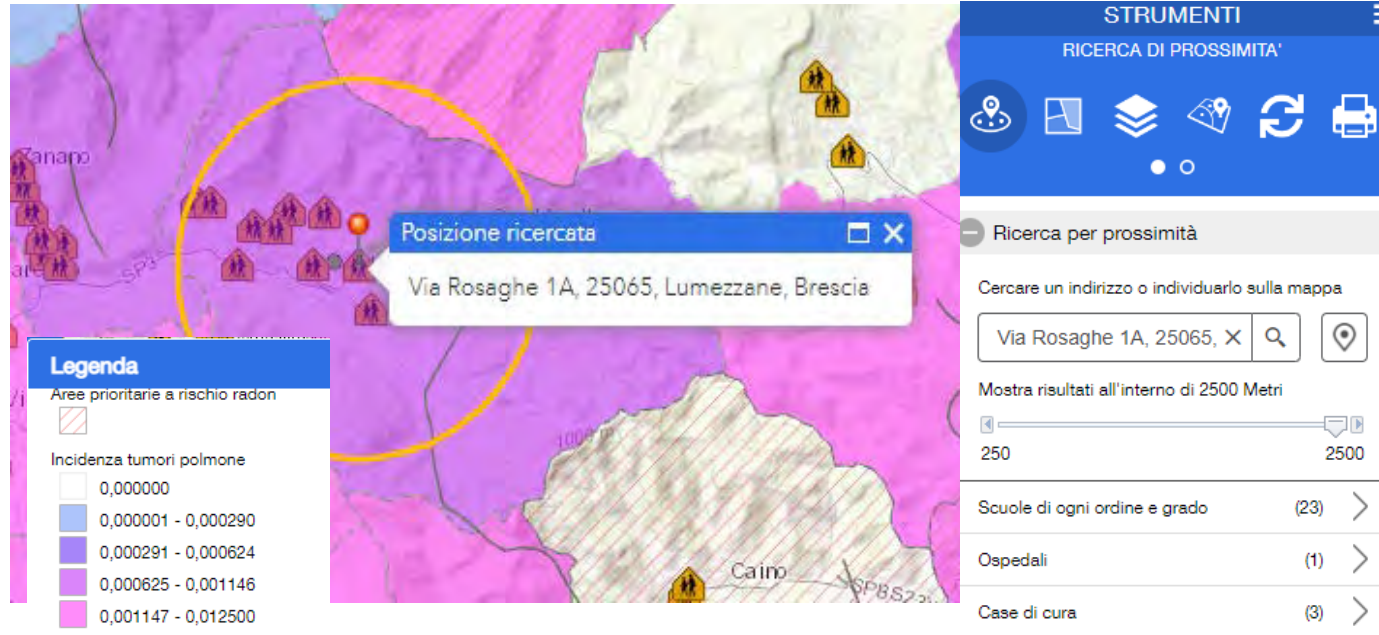 Zanano
SP3
Posizione ricercata
Via Rosaghe 1A, 25065, Lumezzane, Brescia
Legenda
Aree prioritarie a rischio radon
Incidenza tumori polmone
0,000000
0,000001 - 0,000290
0,000291 - 0,000624
0,000625 - 0,001146
0,001147 - 0,012500
Caino
STRUMENTI
RICERCA DI PROSSIMITA'
Ricerca per prossimità
Cercare un indirizzo o individuarlo sulla mappa
Via Rosaghe 1A, 25065,
Mostra risultati all'interno di 2500 Metri
250 2500
Scuole di ogni ordine e grado (23)
Ospedali (1)
Case di cura (3)